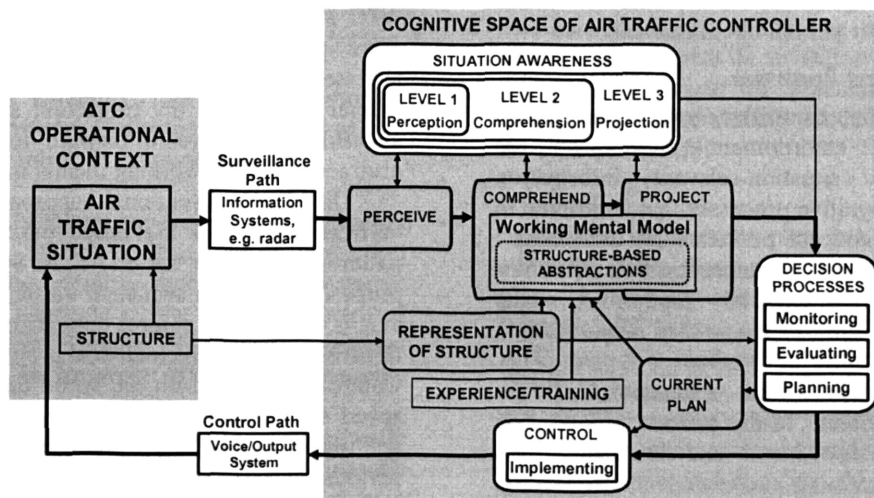 COGNITIVE SPACE OF AIR TRAFFIC CONTROLLER
SITUATION AWARENESS
LEVEL 1
Perception
LEVEL 2
Comprehension
LEVEL 3
Projection
ATC
OPERATIONAL
CONTEXT
AIR
TRAFFIC
SITUATION
Surveillance
Path
Information
Systems,
e.g. radar
PERCEIVE
COMPREHEND
PROJECT
Working Mental Model
STRUCTURE-BASED
ABSTRACTIONS
DECISION
PROCESSES
Monitoring
Evaluating
Planning
STRUCTURE
REPRESENTATION
OF STRUCTURE
EXPERIENCE/TRAINING
CURRENT
PLAN
Control Path
Voice/Output
System
CONTROL
Implementing